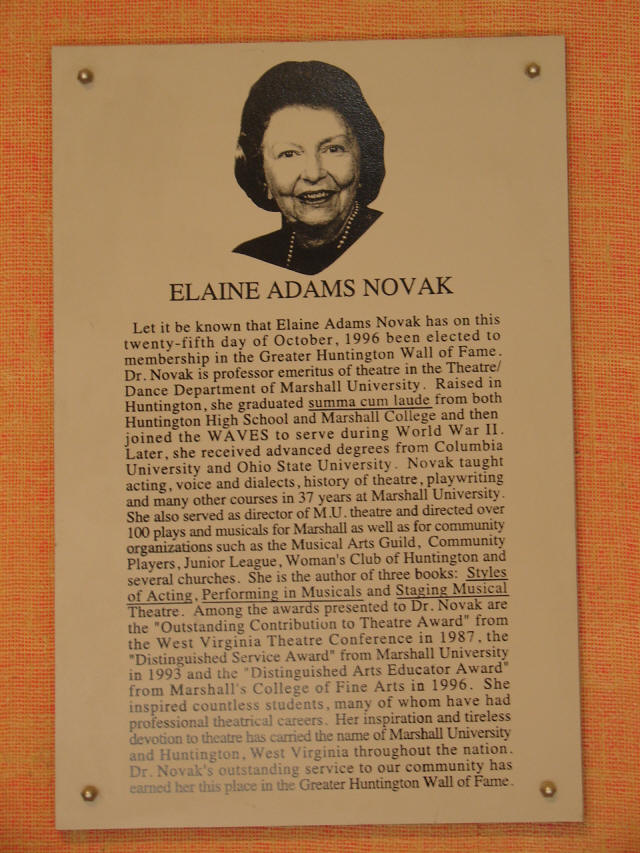 ELAINE ADAMS NOVAK
Let it be known that Elaine Adams Novak has on this
twenty-fifth day of October, 1996 been elected to
membership in the Greater Huntington Wall of Fame.
Dr. Novak is professor emeritus of theatre in the Theatre/
Dance Department of Marshall University. Raised in
Huntington, she graduated summa cum laude from both
Huntington High School and Marshall College and then
joined the WAVES to serve during World War II.
Later, she received advanced degrees from Columbia
University and Ohio State University. Novak taught
acting, voice and dialects, history of theatre, playwriting
and many other courses in 37 years at Marshall University.
She also served as director of M.U. theatre and directed over
100 plays and musicals for Marshall as well as for community
organizations such as the Musical Arts Guild, Community
Players, Junior League, Woman's Club of Huntington and
several churches. She is the author of three books: Styles
of Acting, Performing in Musicals and Staging Musical
Theatre. Among the awards presented to Dr. Novak are
the "Outstanding Contribution to Theatre Award" from
the West Virginia Theatre Conference in 1987, the
"Distinguished Service Award" from Marshall University
in 1993 and the "Distinguished Arts Educator Award"
from Marshall's College of Fine Arts in 1996. She
inspired countless students, many of whom have had
professional theatrical careers. Her inspiration and tireless
devotion to theatre has carried the name of Marshall University
and Huntington, West Virginia throughout the nation.
Dr. Novak's outstanding service to our community has
earned her this place in the Greater Huntington Wall of Fame.